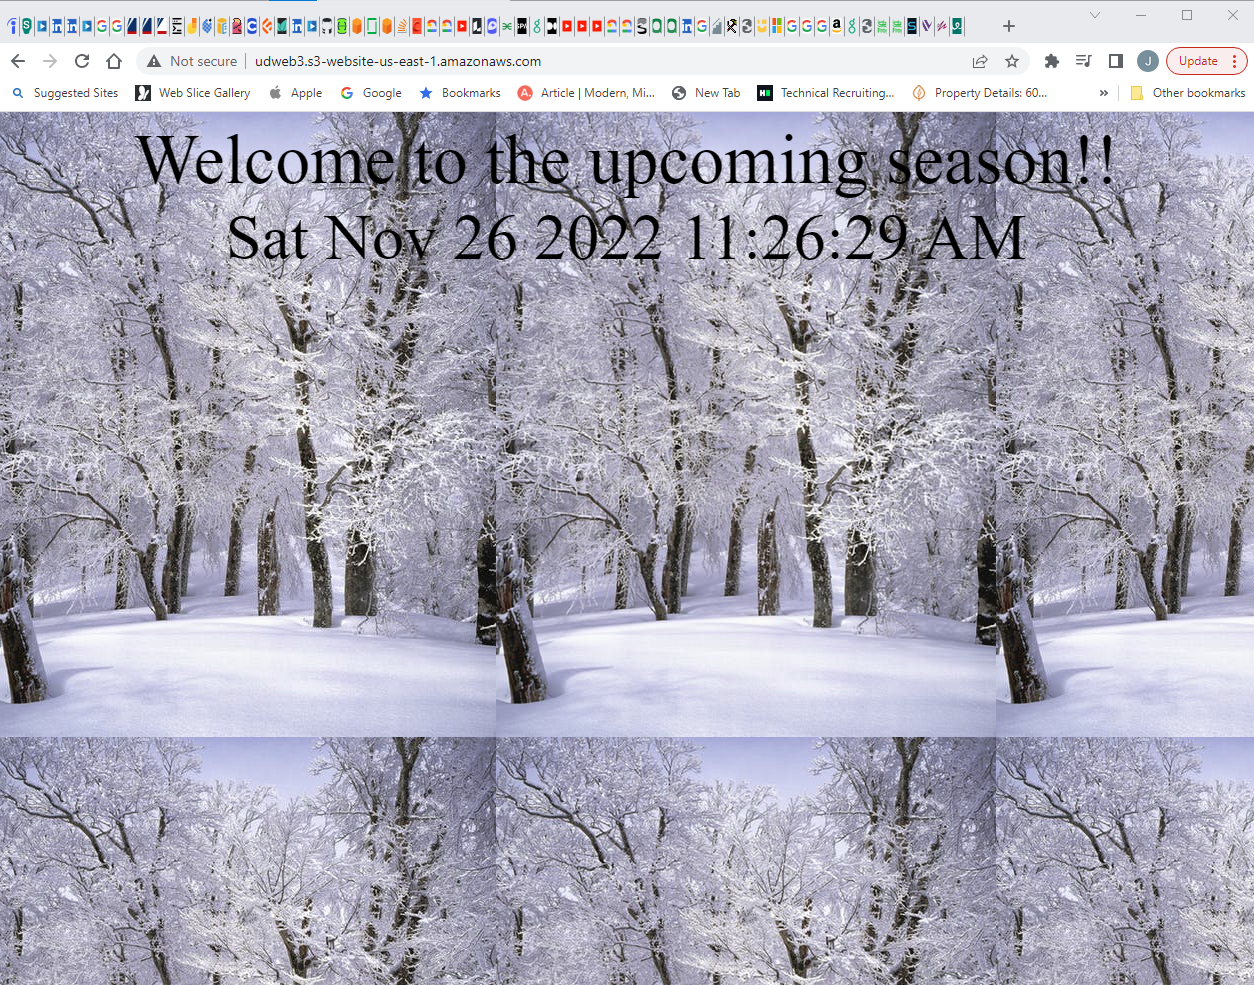 Not secure
udweb3.s3-website-us-east-1.amazonaws.com
J
Update
Suggested Sites
Web Slice Gallery
Apple
Google
Bookmarks
Article | Modern, Mi...
New Tab
Technical Recruiting...
Property Details: 60...
»
Other bookmarks
Welcome to the upcoming season!!
Sat Nov 26 2022 11:26:29 AM